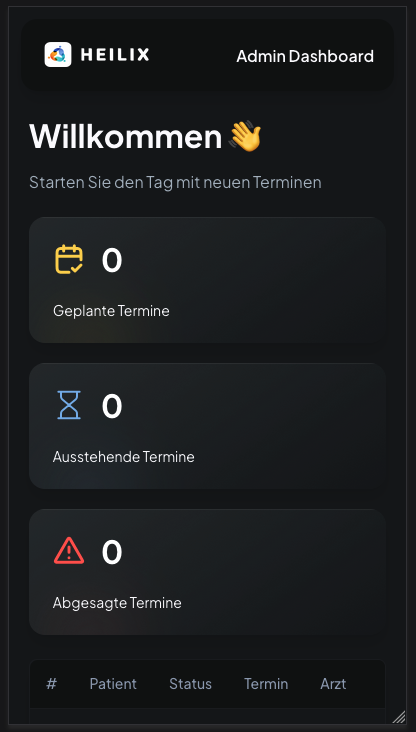 HEILIX Admin Dashboard
Willkommen 👋
Starten Sie den Tag mit neuen Terminen
0
Geplante Termine
0
Ausstehende Termine
0
Abgesagte Termine
# Patient Status Termin Arzt